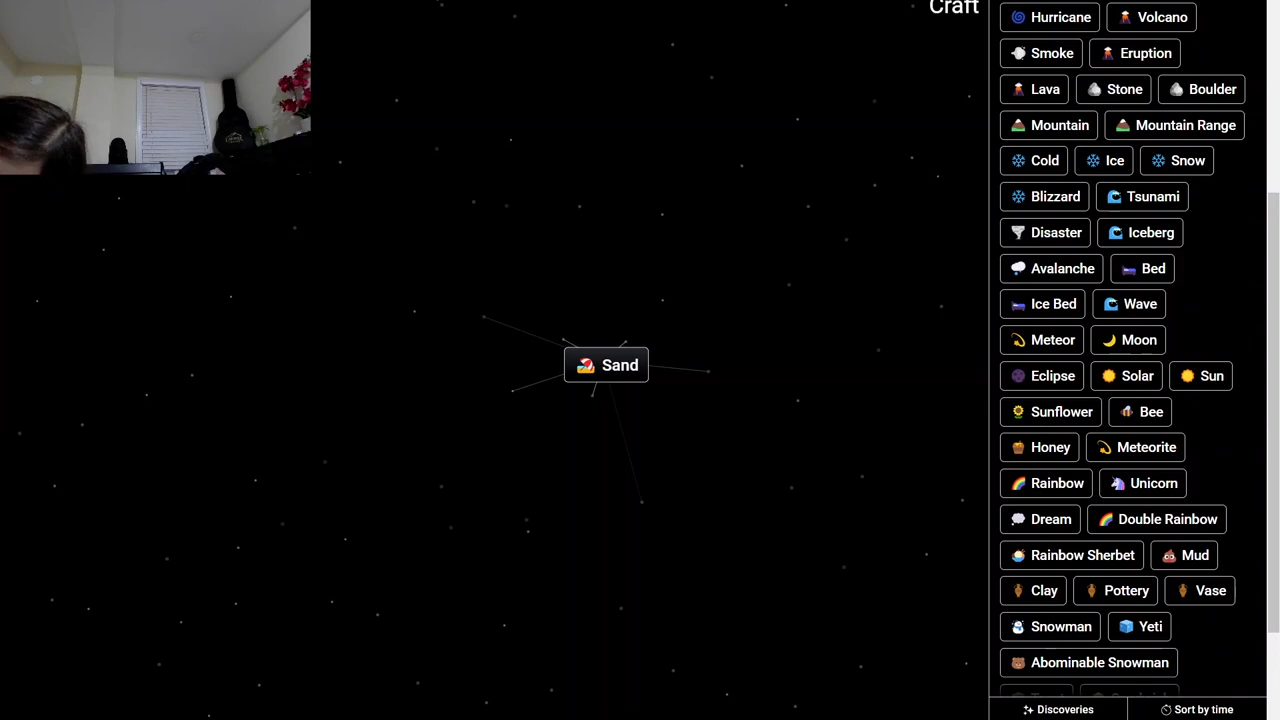 Craft
Hurricane Volcano
Smoke Eruption
Lava Stone Boulder
Mountain Mountain Range
Cold Ice Snow
Blizzard Tsunami
Disaster Iceberg
Avalanche Bed
Ice Bed Wave
Meteor Moon
Sand
Eclipse Solar Sun
Sunflower Bee
Honey Meteorite
Rainbow Unicorn
Dream Double Rainbow
Rainbow Sherbet Mud
Clay Pottery Vase
Snowman Yeti
Abominable Snowman
Discoveries Sort by time